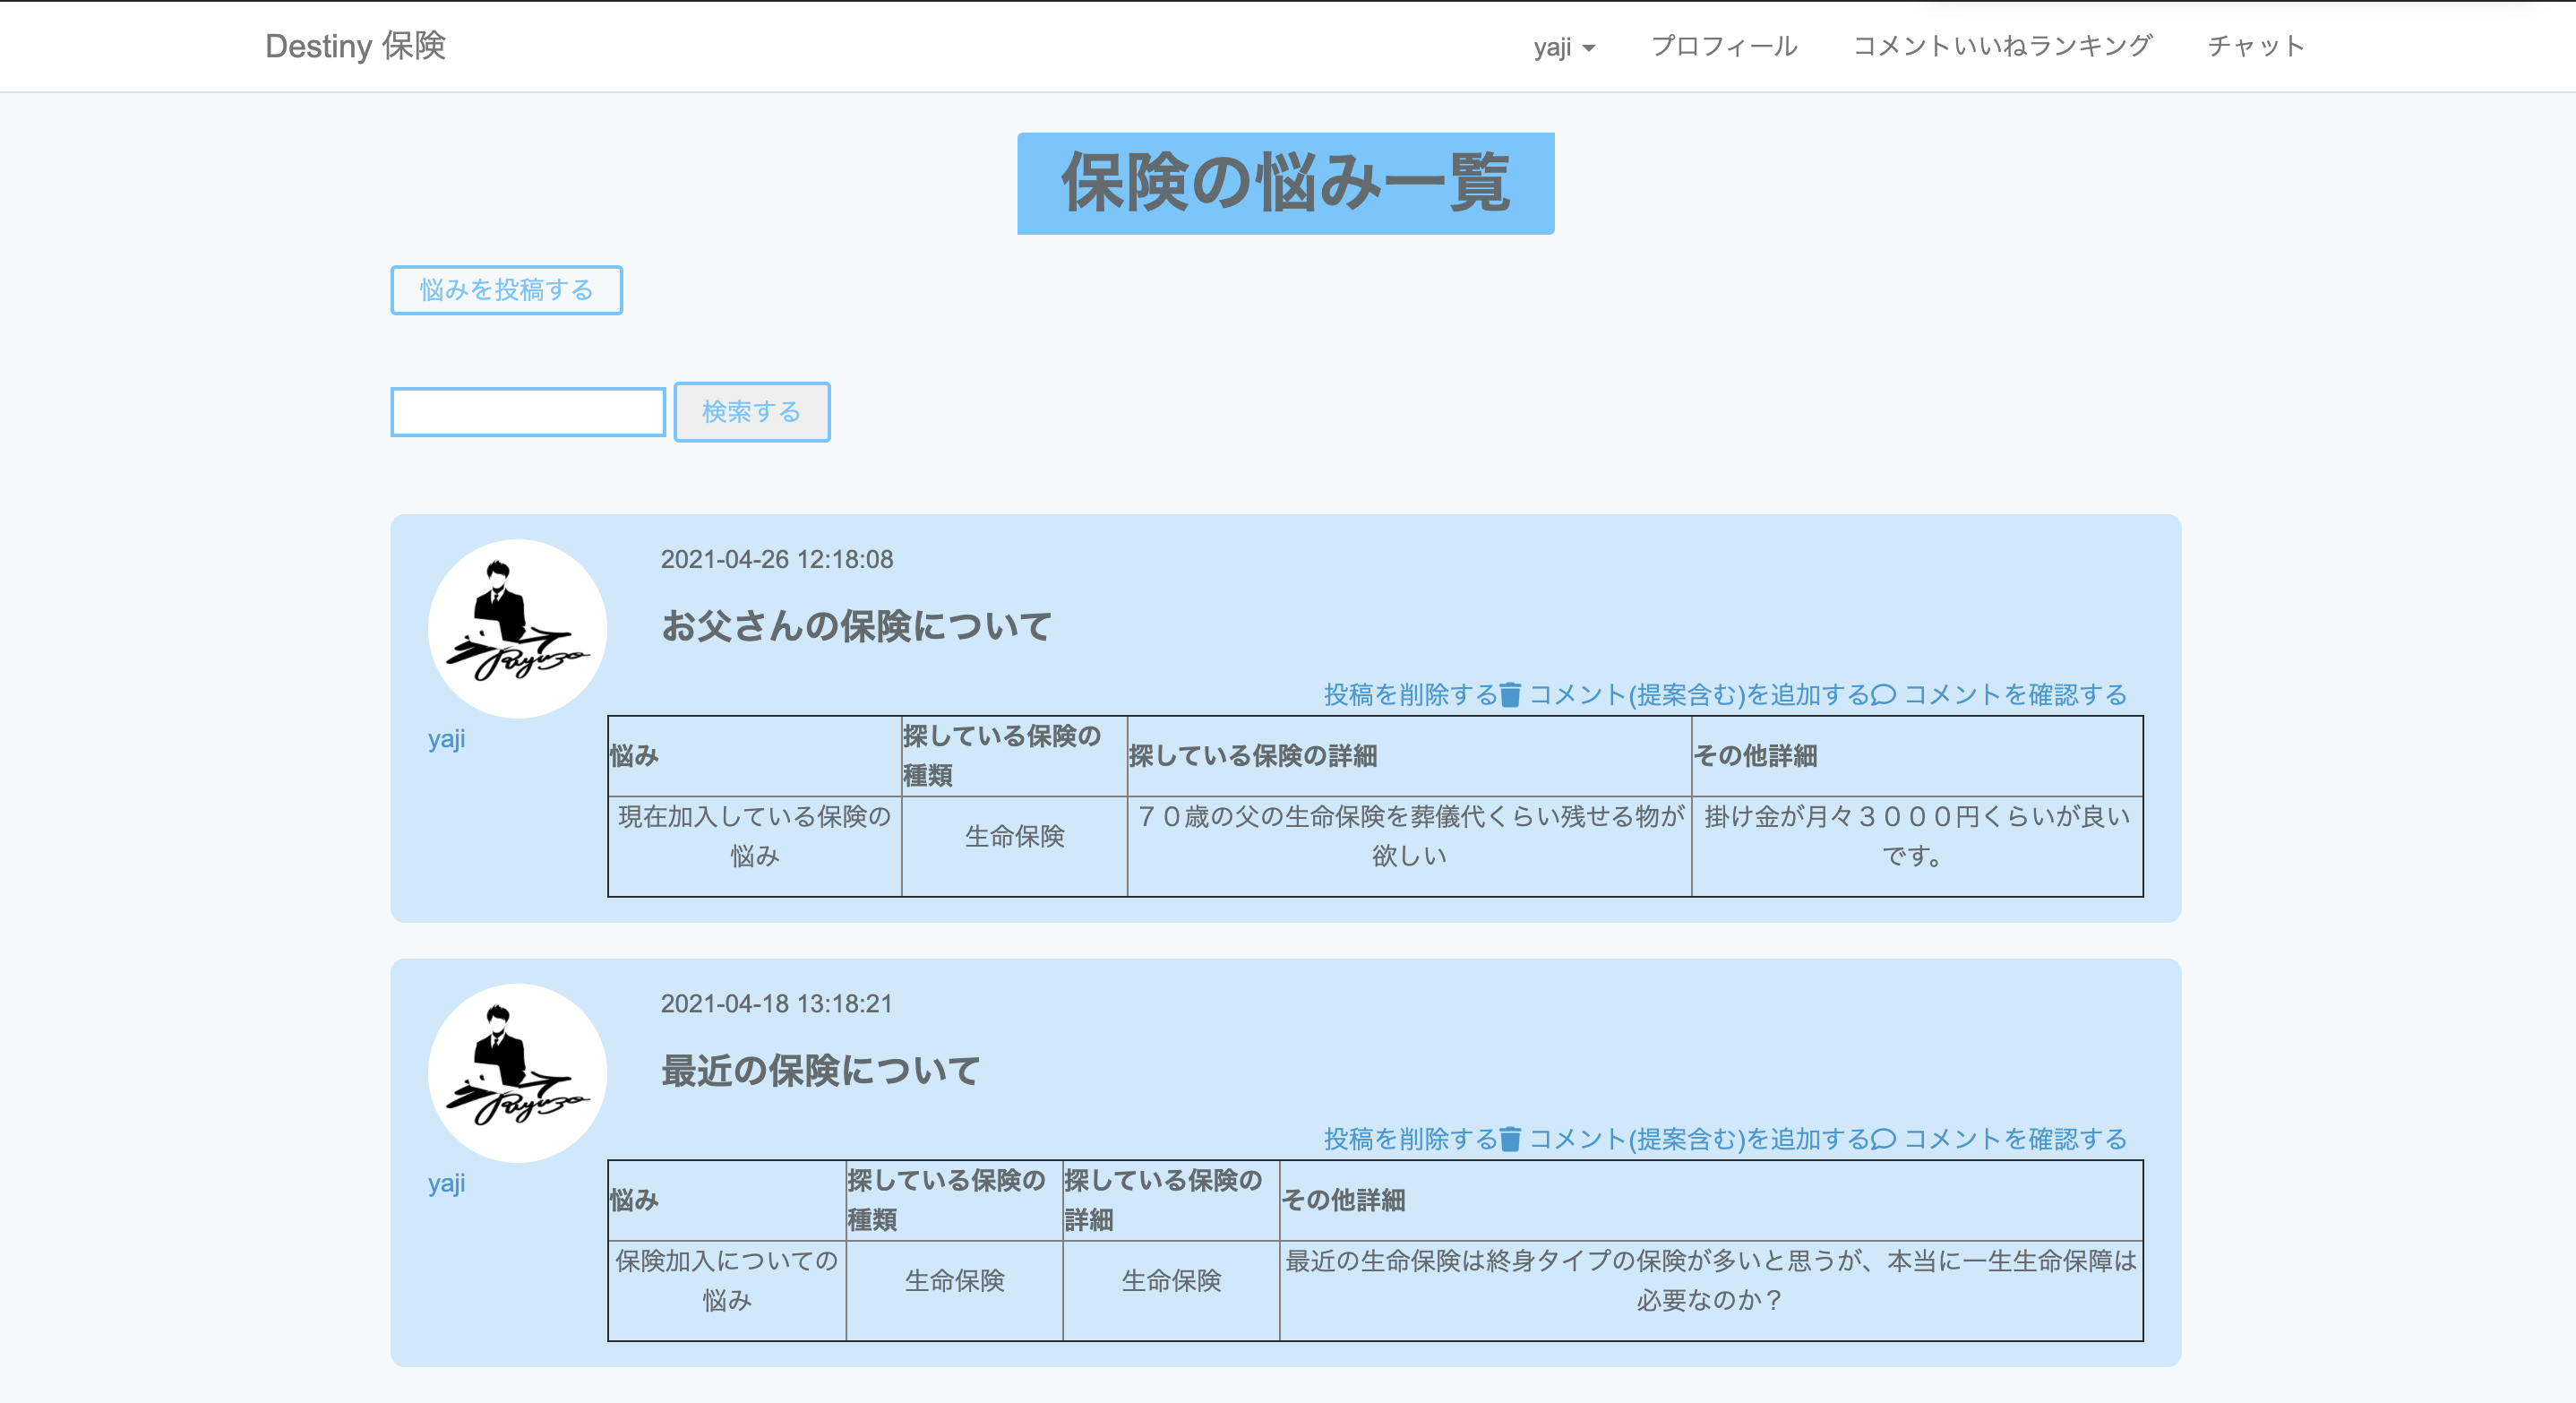 Destiny 保険
yaji
プロフィール
コメントいいねランキング
チャット
保険の悩み一覧
悩みを投稿する
検索する
2021-04-26 12:18:08
お父さんの保険について
投稿を削除する コメント(提案含む)を追加する コメントを確認する
yaji
悩み
探している保険の
種類
探している保険の詳細
その他詳細
現在加入している保険の
悩み
生命保険
７０歳の父の生命保険を葬儀代くらい残せる物が
欲しい
掛け金が月々３０００円くらいが良い
です。
2021-04-18 13:18:21
最近の保険について
投稿を削除する コメント(提案含む)を追加する コメントを確認する
yaji
悩み
探している保険の
種類
探している保険の
詳細
その他詳細
保険加入についての
悩み
生命保険
生命保険
最近の生命保険は終身タイプの保険が多いと思うが、本当に一生生命保障は
必要なのか？